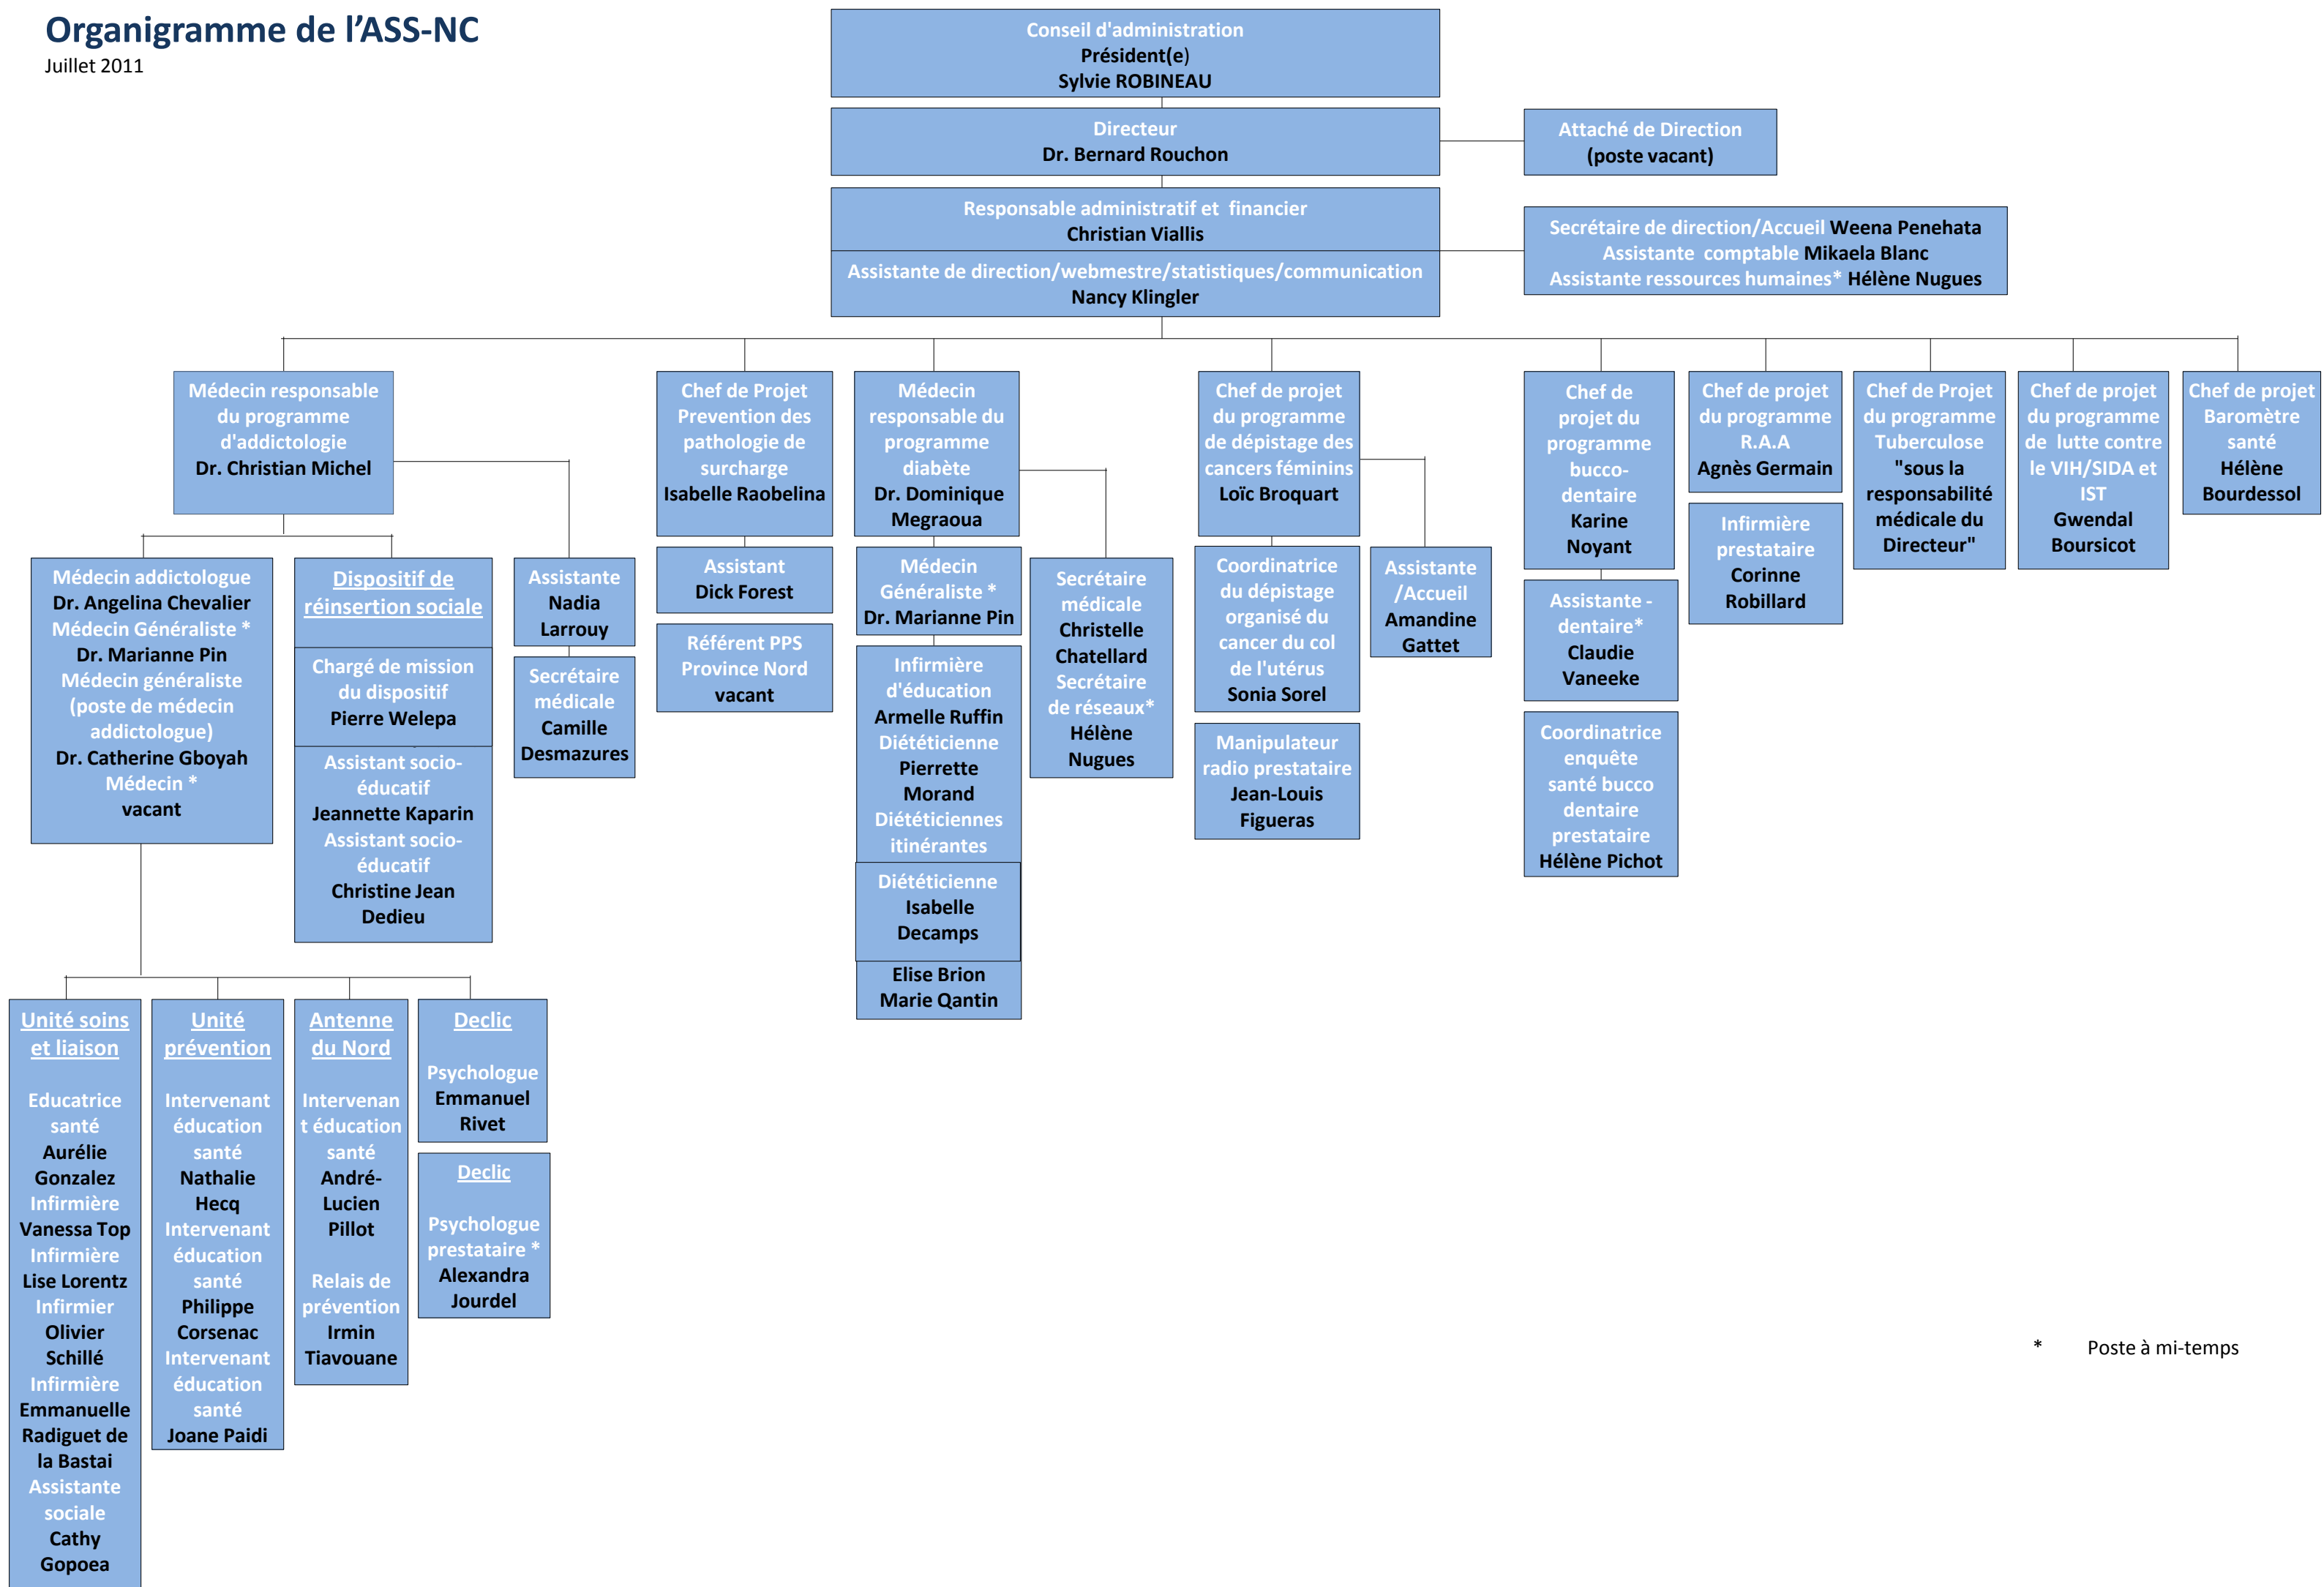 Organigramme de l’ASS-NC
Juillet 2011
Conseil d'administration
Président(e)
Sylvie ROBINEAU
Directeur
Dr. Bernard Rouchon
Attaché de Direction
(poste vacant)
Responsable administratif et financier
Christian Viallis
Assistante de direction/webmestre/statistiques/communication
Nancy Klingler
Secrétaire de direction/Accueil Weena Penehata
Assistante comptable Mikaela Blanc
Assistante ressources humaines* Hélène Nugues
Médecin responsable
du programme
d'addictologie
Dr. Christian Michel
Chef de Projet
Prevention des
pathologie de
surcharge
Isabelle Raobelina
Médecin
responsable du
programme
diabète
Dr. Dominique
Megraoua
Chef de projet
du programme
de dépistage des
cancers féminins
Loïc Broquart
Chef de
projet du
programme
bucco-
dentaire
Karine
Noyant
Chef de projet
du programme
R.A.A
Agnès Germain
Chef de Projet
du programme
Tuberculose
"sous la
responsabilité
médicale du
Directeur"
Chef de projet
du programme
de lutte contre
le VIH/SIDA et
IST
Gwendal
Boursicot
Chef de projet
Baromètre
santé
Hélène
Bourdessol
Médecin addictologue
Dr. Angelina Chevalier
Médecin Généraliste *
Dr. Marianne Pin
Médecin généraliste
(poste de médecin
addictologue)
Dr. Catherine Gboyah
Médecin *
vacant
Dispositif de
réinsertion sociale
Chargé de mission
du dispositif
Pierre Welepa
Assistant socio-
éducatif
Jeannette Kaparin
Assistant socio-
éducatif
Christine Jean
Dedieu
Assistante
Nadia
Larrouy
Secrétaire
médicale
Camille
Desmazures
Assistant
Dick Forest
Référent PPS
Province Nord
vacant
Médecin
Généraliste *
Dr. Marianne Pin
Infirmière
d'éducation
Armelle Ruffin
Diététicienne
Pierrette
Morand
Diététiciennes
itinérantes
Diététicienne
Isabelle
Decamps
Elise Brion
Marie Qantin
Secrétaire
médicale
Christelle
Chatellard
Secrétaire
de réseaux*
Hélène
Nugues
Coordinatrice
du dépistage
organisé du
cancer du col
de l'utérus
Sonia Sorel
Manipulateur
radio prestataire
Jean-Louis
Figueras
Assistante
/Accueil
Amandine
Gattet
Assistante -
dentaire*
Claudie
Vaneeke
Coordinatrice
enquête
santé bucco
dentaire
prestataire
Hélène Pichot
Infirmière
prestataire
Corinne
Robillard
Unité soins
et liaison
Educatrice
santé
Aurélie
Gonzalez
Infirmière
Vanessa Top
Infirmière
Lise Lorentz
Infirmier
Olivier
Schillé
Infirmière
Emmanuelle
Radiguet de
la Bastai
Assistante
sociale
Cathy
Gopoea
Unité
prévention
Intervenant
éducation
santé
Nathalie
Hecq
Intervenant
éducation
santé
Philippe
Corsenac
Intervenant
éducation
santé
Joane Paidi
Antenne
du Nord
Intervenan
t éducation
santé
André-
Lucien
Pillot
Relais de
prévention
Irmin
Tiavouane
Declic
Psychologue
Emmanuel
Rivet
Declic
Psychologue
prestataire *
Alexandra
Jourdel
* Poste à mi-temps